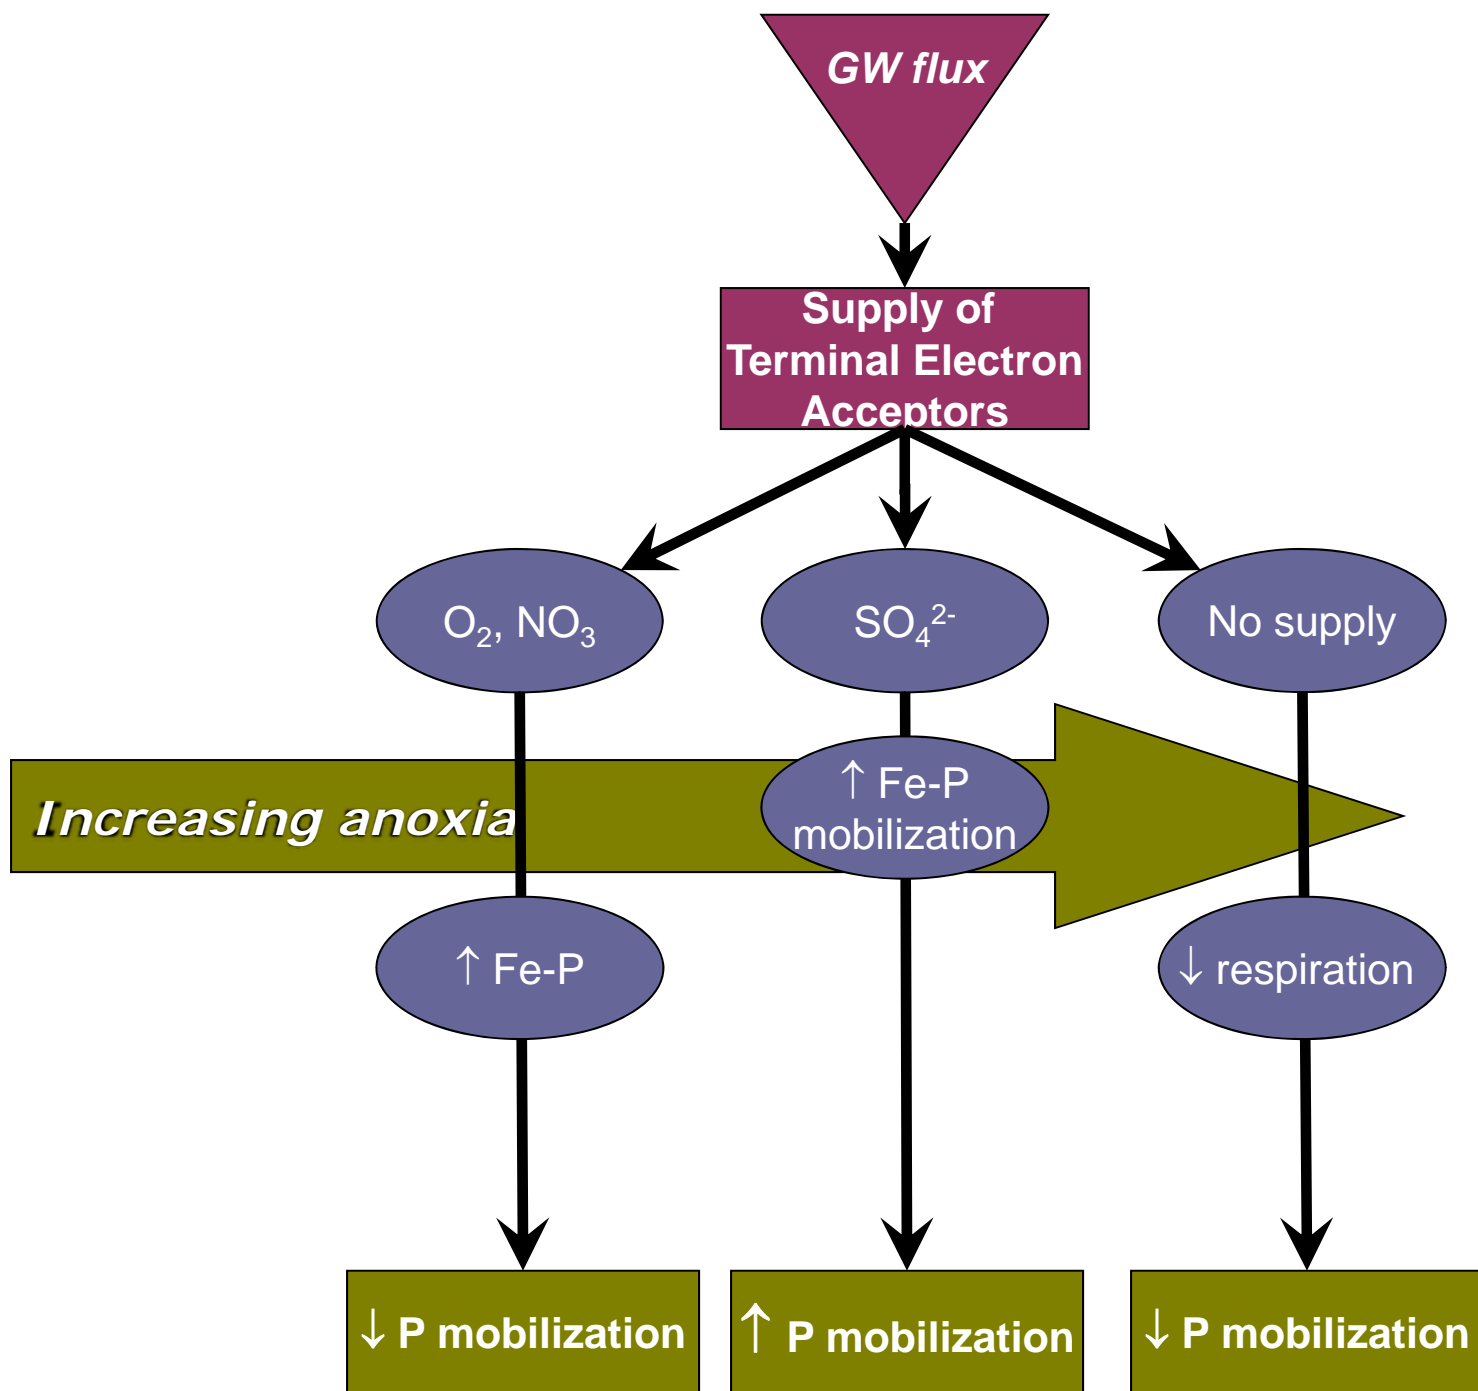 GW flux
Supply of
Terminal Electron
Acceptors
O₂, NO₃
SO₄²⁻
No supply
Increasing anoxia
↑ Fe-P
mobilization
↑ Fe-P
↓ respiration
↓ P mobilization
↑ P mobilization
↓ P mobilization